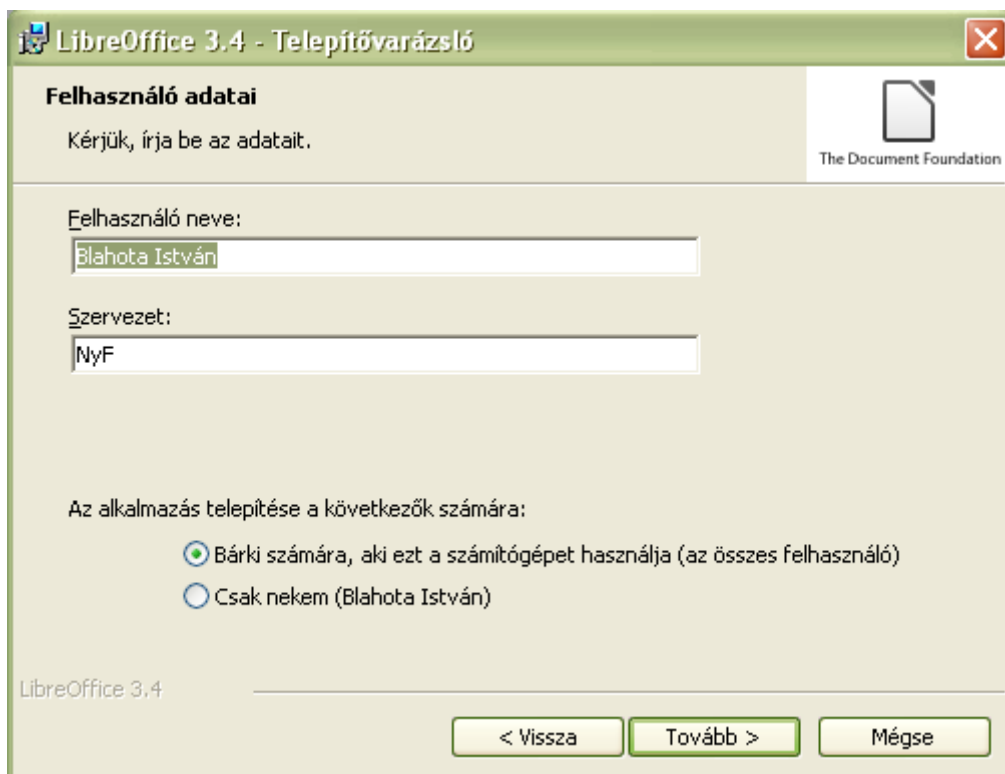 LibreOffice 3.4 - Telepítővarázsló
Felhasználó adatai
Kérjük, írja be az adatait.
The Document Foundation
Felhasználó neve:
Blahota István
Szervezet:
NyF
Az alkalmazás telepítése a következők számára:
Bárki számára, aki ezt a számítógépet használja (az összes felhasználó)
Csak nekem (Blahota István)
LibreOffice 3.4
< Vissza
Tovább >
Mégse